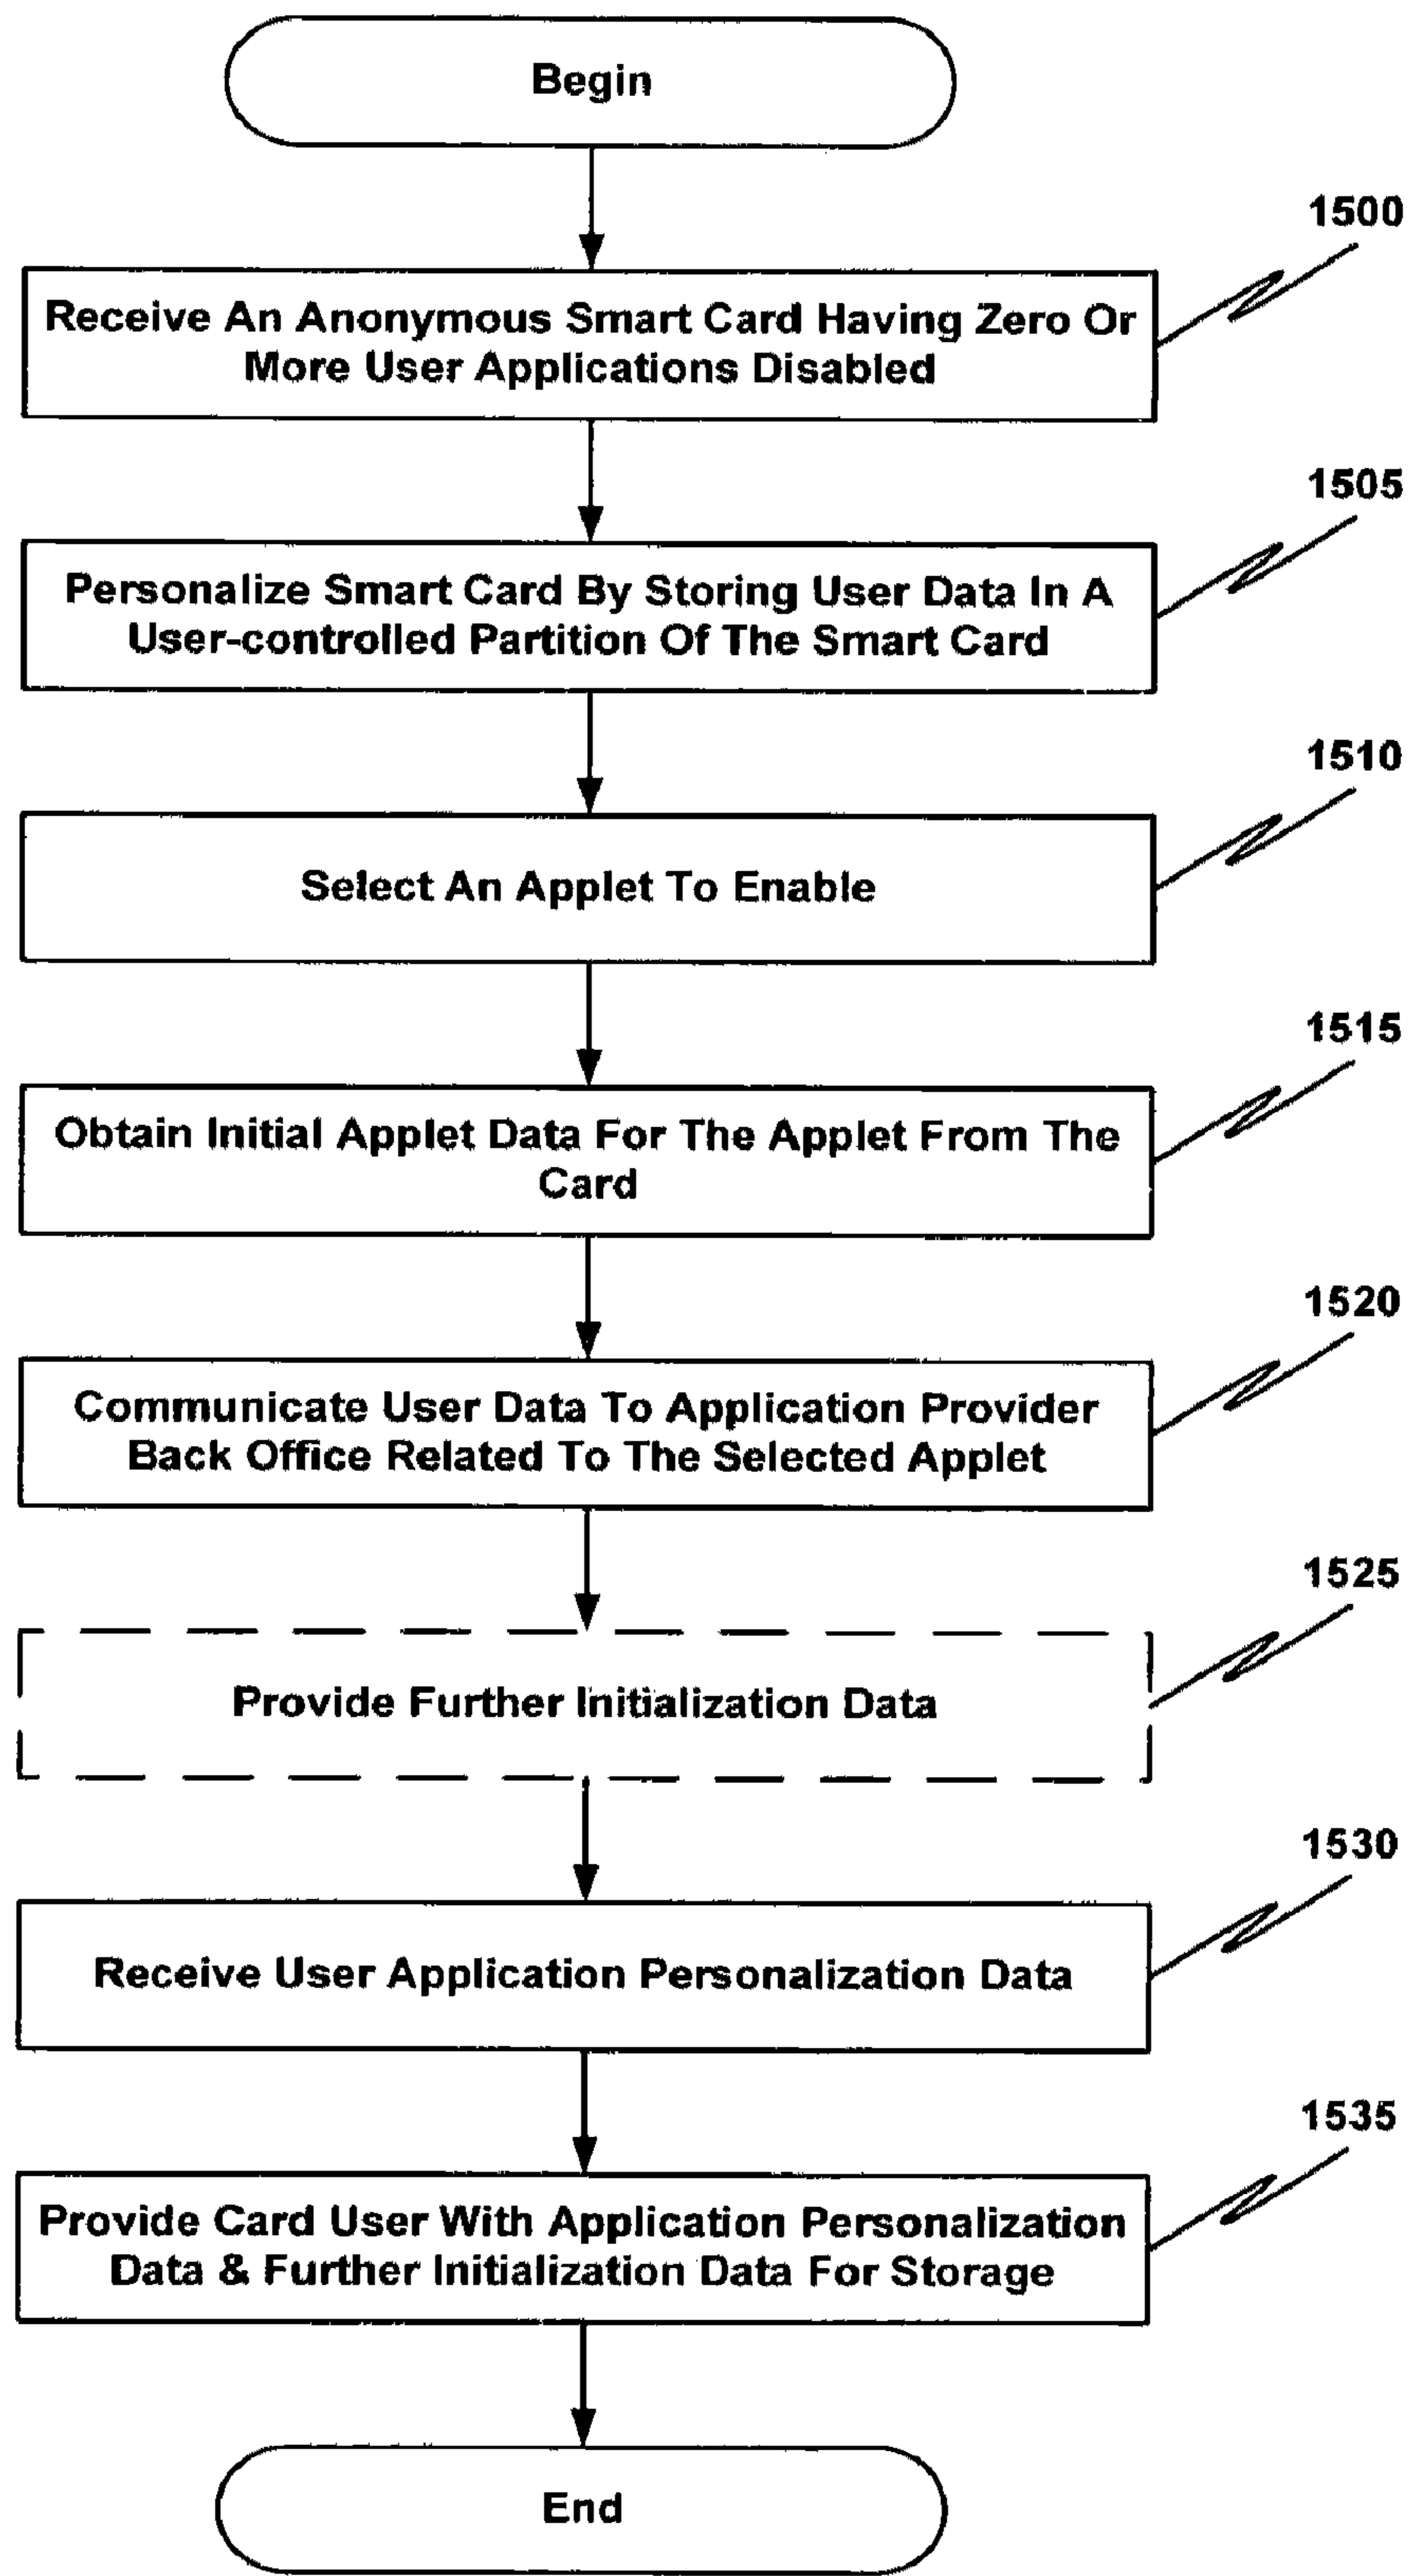 Begin
1500
Receive An Anonymous Smart Card Having Zero Or
More User Applications Disabled
1505
Personalize Smart Card By Storing User Data In A
User-controlled Partition Of The Smart Card
1510
Select An Applet To Enable
1515
Obtain Initial Applet Data For The Applet From The
Card
1520
Communicate User Data To Application Provider
Back Office Related To The Selected Applet
1525
Provide Further Initialization Data
1530
Receive User Application Personalization Data
1535
Provide Card User With Application Personalization
Data & Further Initialization Data For Storage
End